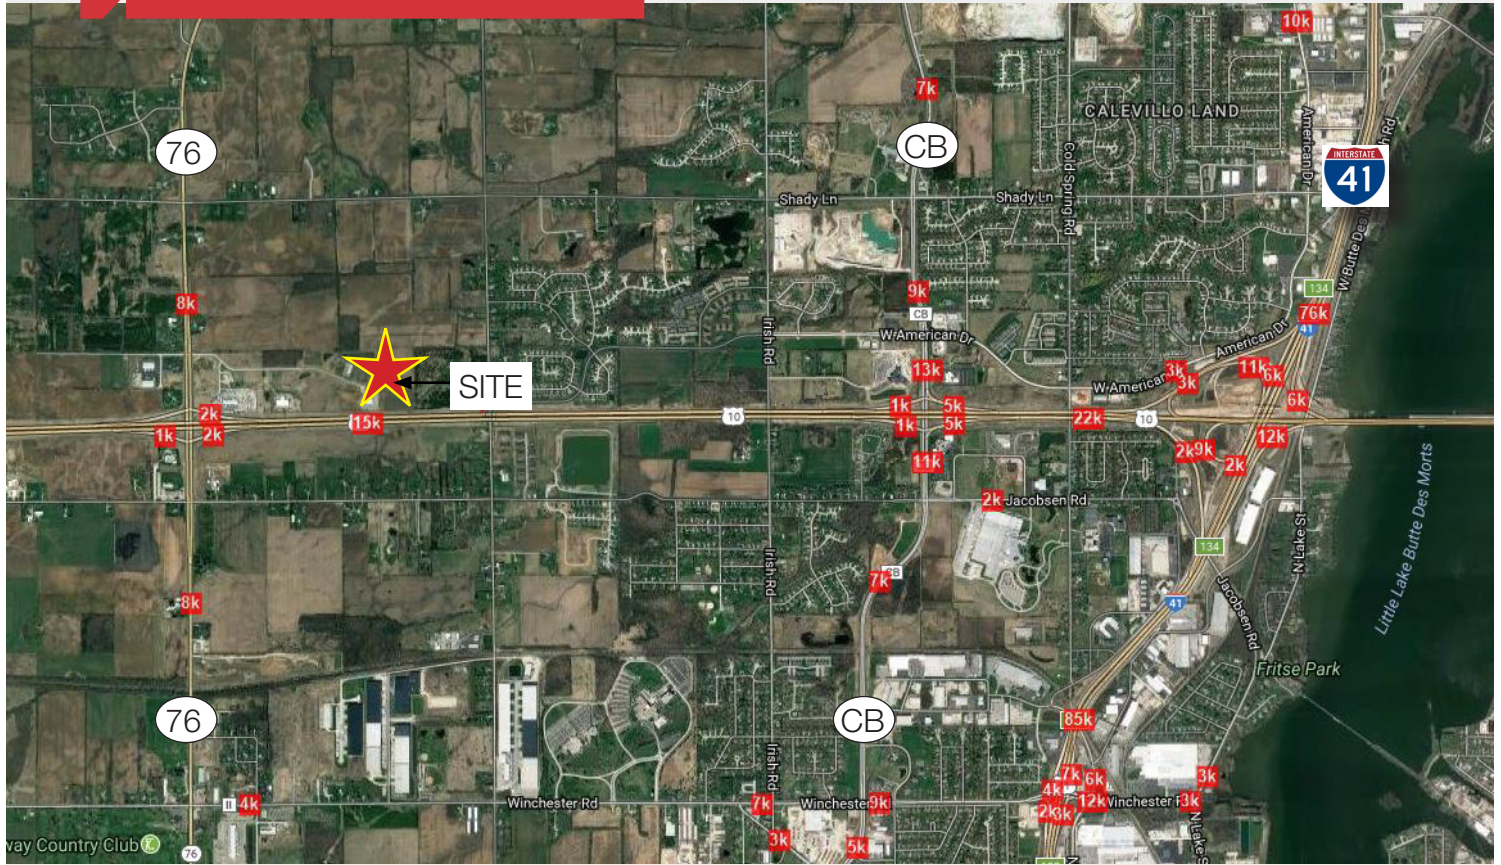 10k
7k
CALEVILLO LAND
76
CB
American Dr
Cold Spring Rd
INTERSTATE
41
Shady Ln
Shady Ln
134
8k
9k
CB
76k
41
Irish Rd
W American Dr
American Dr
SITE
13k
3k
3k
11k
6k
W American
1k
5k
6k
2k
15k
10
22k
10
1k
2k
1k
5k
12k
11k
2k
9k
2k
2k
Jacobsen Rd
Little Lake Butte Des Morts
N Lake St
134
Irish Rd
7k
8k
41
Jacobsen Rd
Fritse Park
76
CB
85k
Irish Rd
7k
6k
3k
4k
II
4k
Winchester Rd
7k
Winchester
9k
12k
Winchester
3k
2k
3k
3k
5k
N Lake S
way Country Club
76